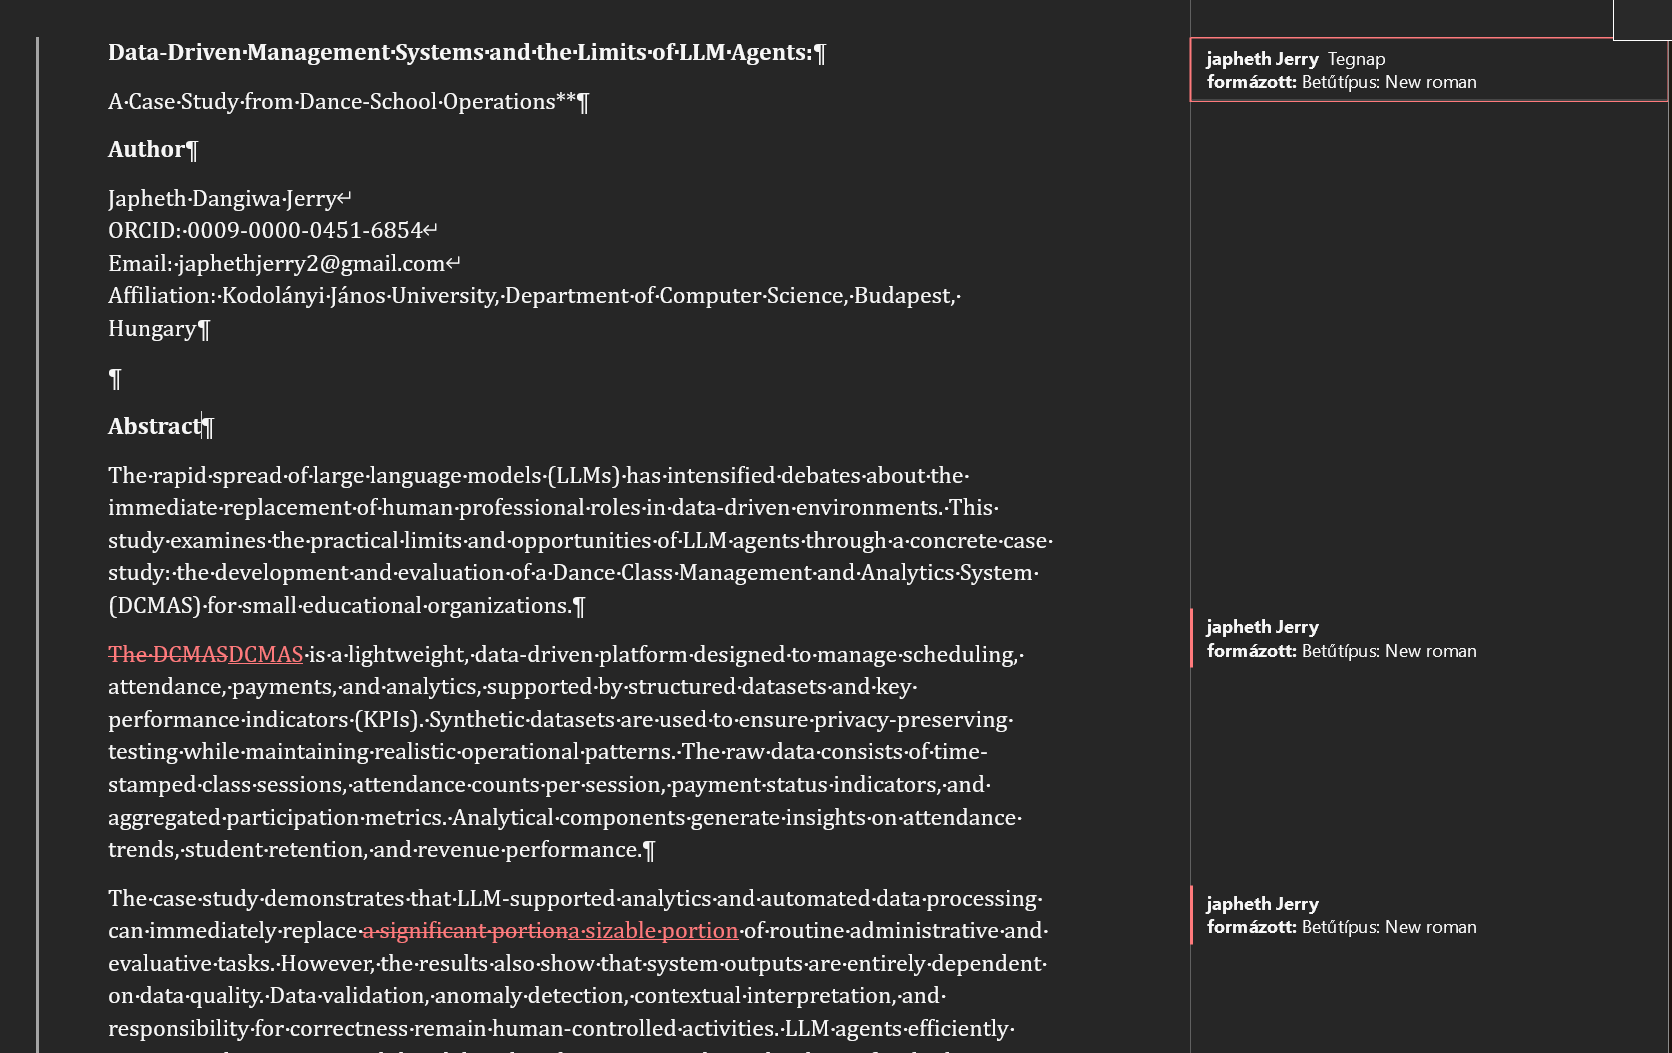 Data-Driven·Management·Systems·and·the·Limits·of·LLM·Agents:¶
A·Case·Study·from·Dance-School·Operations**¶
Author¶
Japheth·Dangiwa·Jerry↵
ORCID:·0009-0000-0451-6854↵
Email:·japhethjerry2@gmail.com↵
Affiliation:·Kodolányi·János·University,·Department·of·Computer·Science,·Budapest,·
Hungary¶
¶
Abstract¶
The·rapid·spread·of·large·language·models·(LLMs)·has·intensified·debates·about·the·
immediate·replacement·of·human·professional·roles·in·data-driven·environments.·This·
study·examines·the·practical·limits·and·opportunities·of·LLM·agents·through·a·concrete·case·
study:·the·development·and·evaluation·of·a·Dance·Class·Management·and·Analytics·System·
(DCMAS)·for·small·educational·organizations.¶
The·DCMASDCMAS·is·a·lightweight,·data-driven·platform·designed·to·manage·scheduling,·
attendance,·payments,·and·analytics,·supported·by·structured·datasets·and·key·
performance·indicators·(KPIs).·Synthetic·datasets·are·used·to·ensure·privacy-preserving·
testing·while·maintaining·realistic·operational·patterns.·The·raw·data·consists·of·time-
stamped·class·sessions,·attendance·counts·per·session,·payment·status·indicators,·and·
aggregated·participation·metrics.·Analytical·components·generate·insights·on·attendance·
trends,·student·retention,·and·revenue·performance.¶
The·case·study·demonstrates·that·LLM-supported·analytics·and·automated·data·processing·
can·immediately·replace·a·significant·portiona·sizable·portion·of·routine·administrative·and·
evaluative·tasks.·However,·the·results·also·show·that·system·outputs·are·entirely·dependent·
on·data·quality.·Data·validation,·anomaly·detection,·contextual·interpretation,·and·
responsibility·for·correctness·remain·human-controlled·activities.·LLM·agents·efficiently·
japheth Jerry Tegnap
formázott: Betűtípus: New roman
japheth Jerry
formázott: Betűtípus: New roman
japheth Jerry
formázott: Betűtípus: New roman